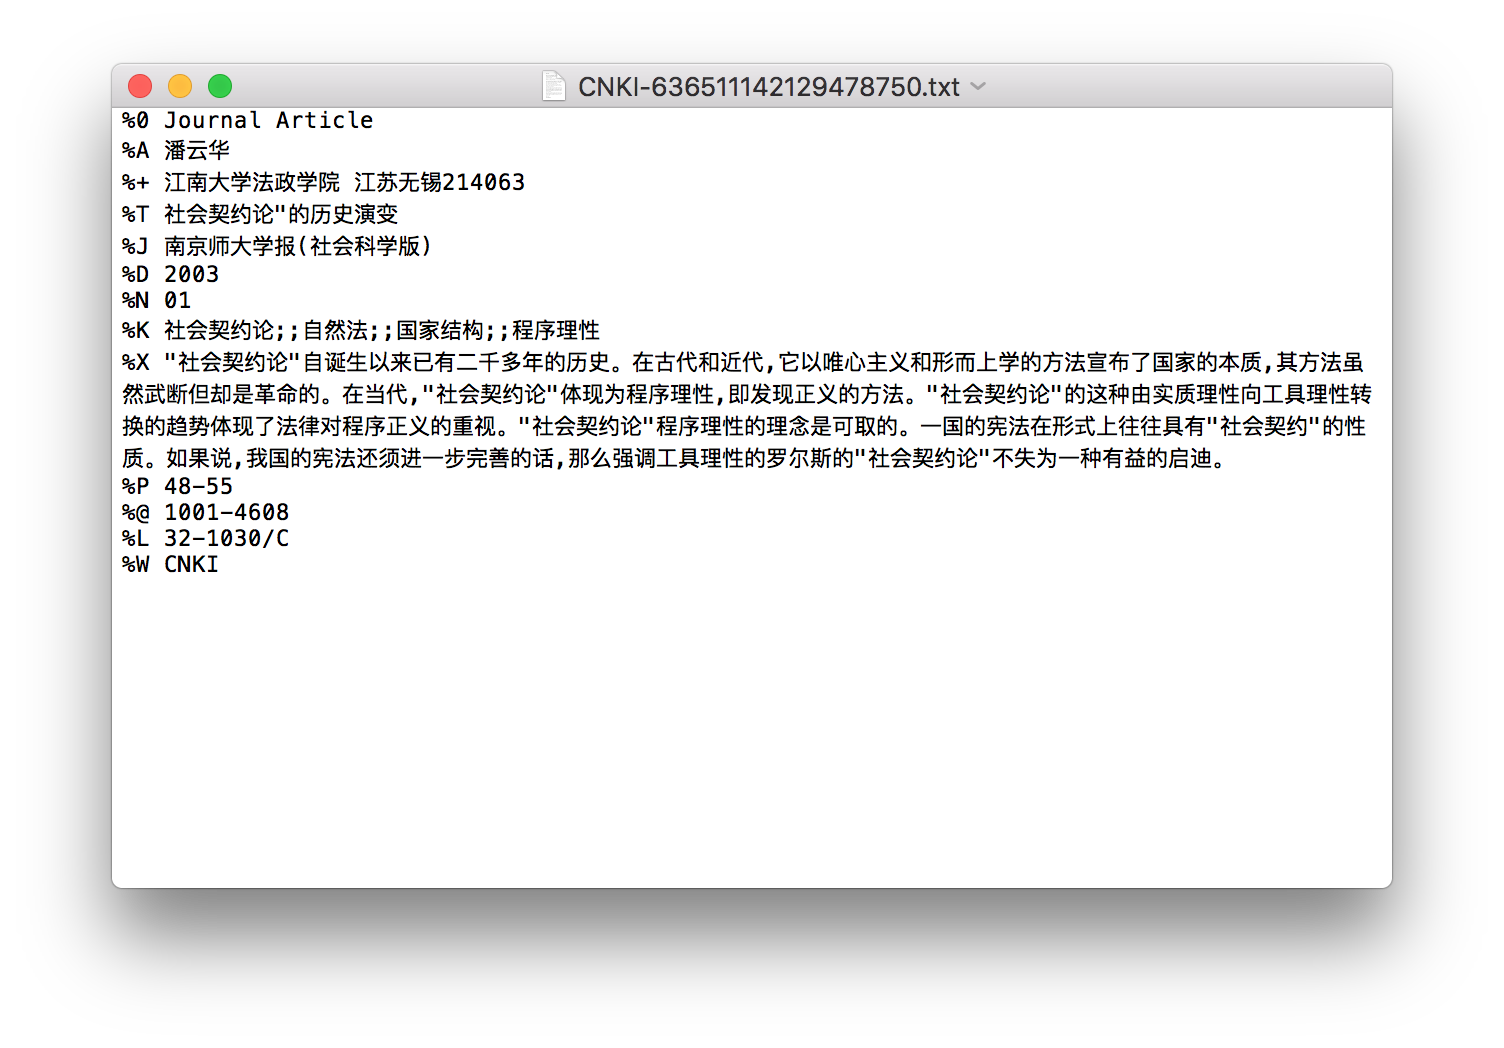 CNKI-636511142129478750.txt
%0 Journal Article
%A 潘云华
%+ 江南大学法政学院 江苏无锡214063
%T 社会契约论"的历史演变
%J 南京师大学报(社会科学版)
%D 2003
%N 01
%K 社会契约论;;自然法;;国家结构;;程序理性
%X "社会契约论"自诞生以来已有二千多年的历史。在古代和近代,它以唯心主义和形而上学的方法宣布了国家的本质,其方法虽
然武断但却是革命的。在当代,"社会契约论"体现为程序理性,即发现正义的方法。"社会契约论"的这种由实质理性向工具理性转
换的趋势体现了法律对程序正义的重视。"社会契约论"程序理性的理念是可取的。一国的宪法在形式上往往具有"社会契约"的性
质。如果说,我国的宪法还须进一步完善的话,那么强调工具理性的罗尔斯的"社会契约论"不失为一种有益的启迪。
%P 48-55
%@ 1001-4608
%L 32-1030/C
%W CNKI